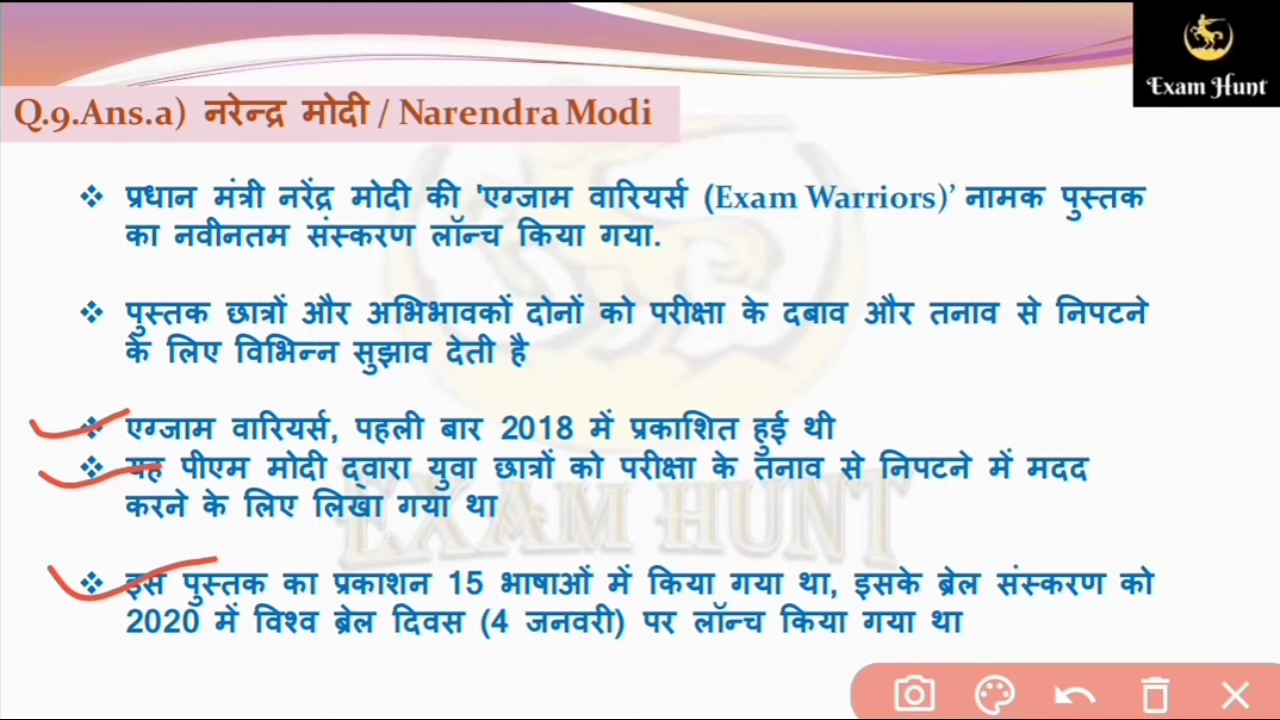 Exam Hunt
Q.9.Ans.a) नरेन्द्र मोदी / Narendra Modi
❖ प्रधान मंत्री नरेंद्र मोदी की 'एग्जाम वारियर्स (Exam Warriors)’ नामक पुस्तक
का नवीनतम संस्करण लॉन्च किया गया.
❖ पुस्तक छात्रों और अभिभावकों दोनों को परीक्षा के दबाव और तनाव से निपटने
के लिए विभिन्न सुझाव देती है
❖ एग्जाम वारियर्स, पहली बार 2018 में प्रकाशित हुई थी
❖ यह पीएम मोदी द्वारा युवा छात्रों को परीक्षा के तनाव से निपटने में मदद
करने के लिए लिखा गया था
❖ इस पुस्तक का प्रकाशन 15 भाषाओं में किया गया था, इसके ब्रेल संस्करण को
2020 में विश्व ब्रेल दिवस (4 जनवरी) पर लॉन्च किया गया था
EXAM HUNT